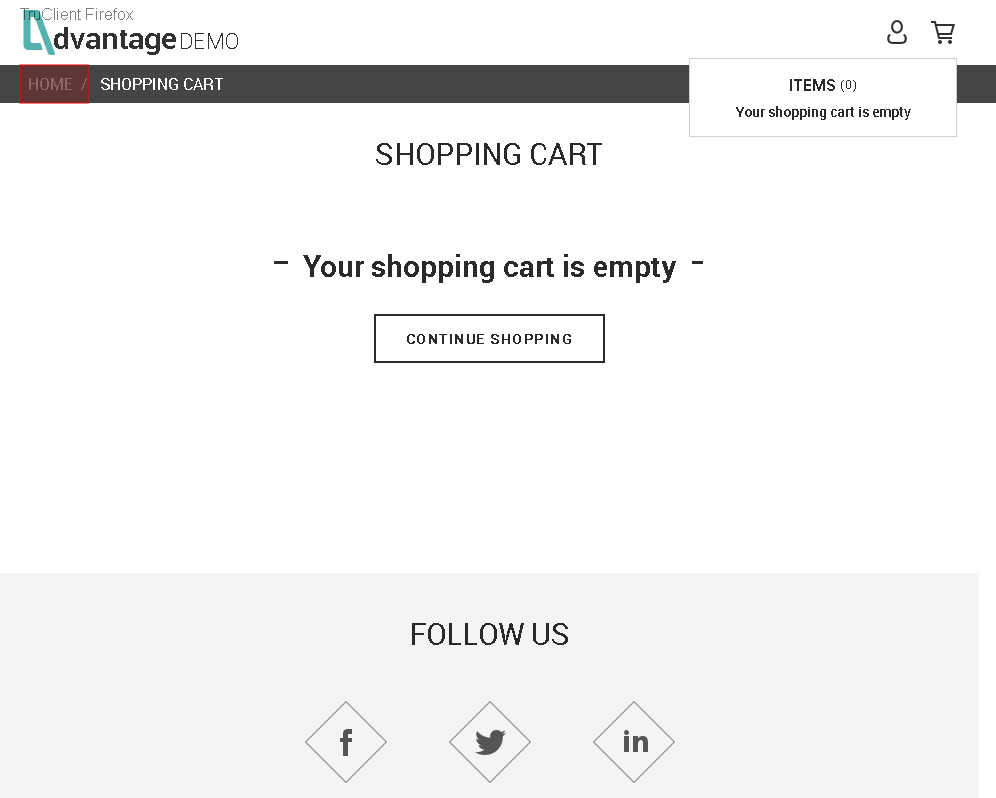 TruClient Firefox
dvantage DEMO
HOME / SHOPPING CART
ITEMS (0)
Your shopping cart is empty
SHOPPING CART
– Your shopping cart is empty –
CONTINUE SHOPPING
FOLLOW US
f
in